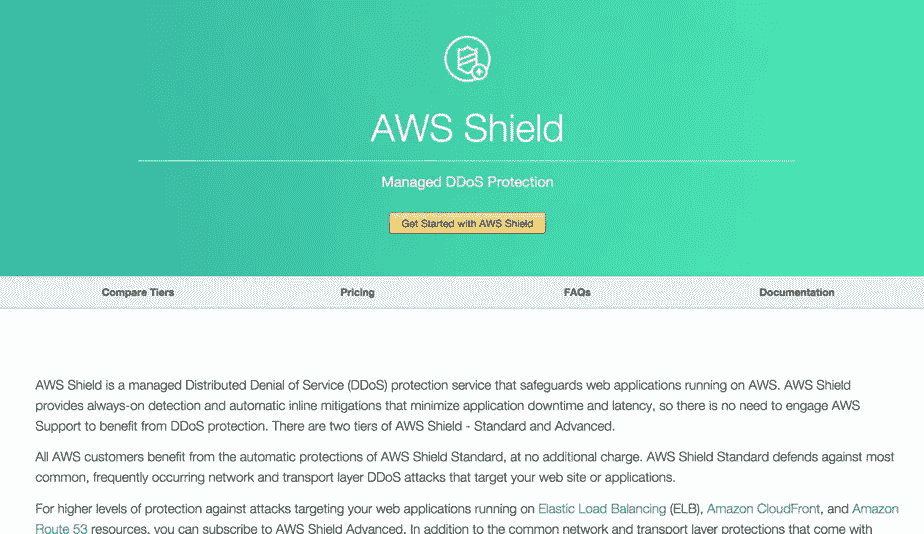 AWS Shield
Managed DDoS Protection
Get Started with AWS Shield
Compare Tiers Pricing FAQs Documentation
AWS Shield is a managed Distributed Denial of Service (DDoS) protection service that safeguards web applications running on AWS. AWS Shield
provides always-on detection and automatic inline mitigations that minimize application downtime and latency, so there is no need to engage AWS
Support to benefit from DDoS protection. There are two tiers of AWS Shield - Standard and Advanced.
All AWS customers benefit from the automatic protections of AWS Shield Standard, at no additional charge. AWS Shield Standard defends against most
common, frequently occurring network and transport layer DDoS attacks that target your web site or applications.
For higher levels of protection against attacks targeting your web applications running on Elastic Load Balancing (ELB), Amazon CloudFront, and Amazon
Route 53 resources, you can subscribe to AWS Shield Advanced. In addition to the common network and transport layer protections that come with